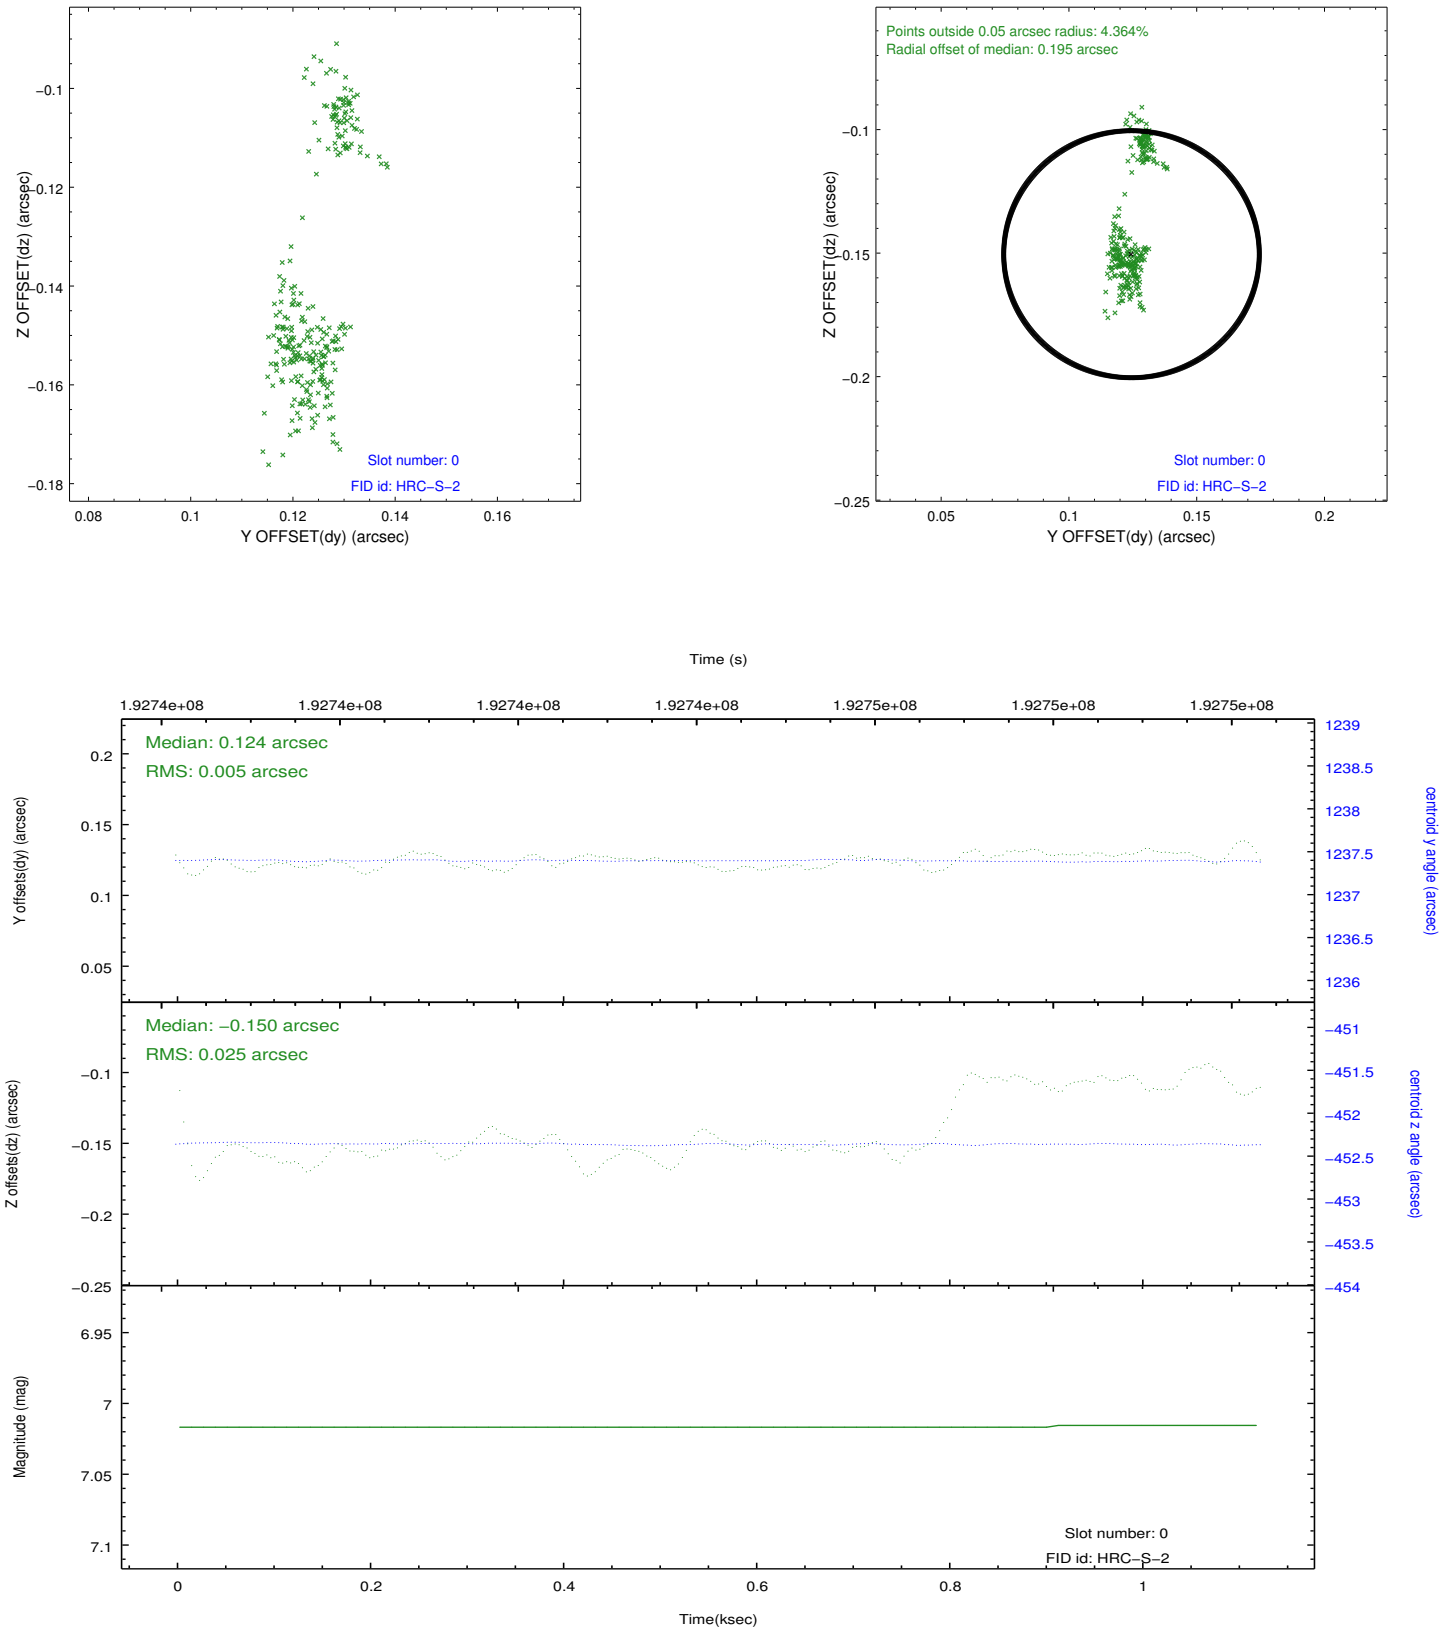 −0.1
−0.12
−0.14
−0.16
−0.18
Z OFFSET(dz) (arcsec)
0.08 0.1 0.12 0.14 0.16
Y OFFSET(dy) (arcsec)
Slot number: 0
FID id: HRC−S−2
Points outside 0.05 arcsec radius: 4.364%
Radial offset of median: 0.195 arcsec
−0.1
−0.15
−0.2
−0.25
Z OFFSET(dz) (arcsec)
0.05 0.1 0.15 0.2
Y OFFSET(dy) (arcsec)
Slot number: 0
FID id: HRC−S−2
Time (s)
1.9274e+08 1.9274e+08 1.9274e+08 1.9274e+08 1.9275e+08 1.9275e+08 1.9275e+08
Median: 0.124 arcsec
RMS: 0.005 arcsec
0.2
0.15
0.1
0.05
Y offsets(dy) (arcsec)
1239
1238.5
1238
1237.5
1237
1236.5
1236
centroid y angle (arcsec)
Median: −0.150 arcsec
RMS: 0.025 arcsec
−0.1
−0.15
−0.2
−0.25
Z offsets(dz) (arcsec)
−451
−451.5
−452
−452.5
−453
−453.5
−454
centroid z angle (arcsec)
6.95
7
7.05
7.1
Magnitude (mag)
Slot number: 0
FID id: HRC−S−2
0 0.2 0.4 0.6 0.8 1
Time(ksec)